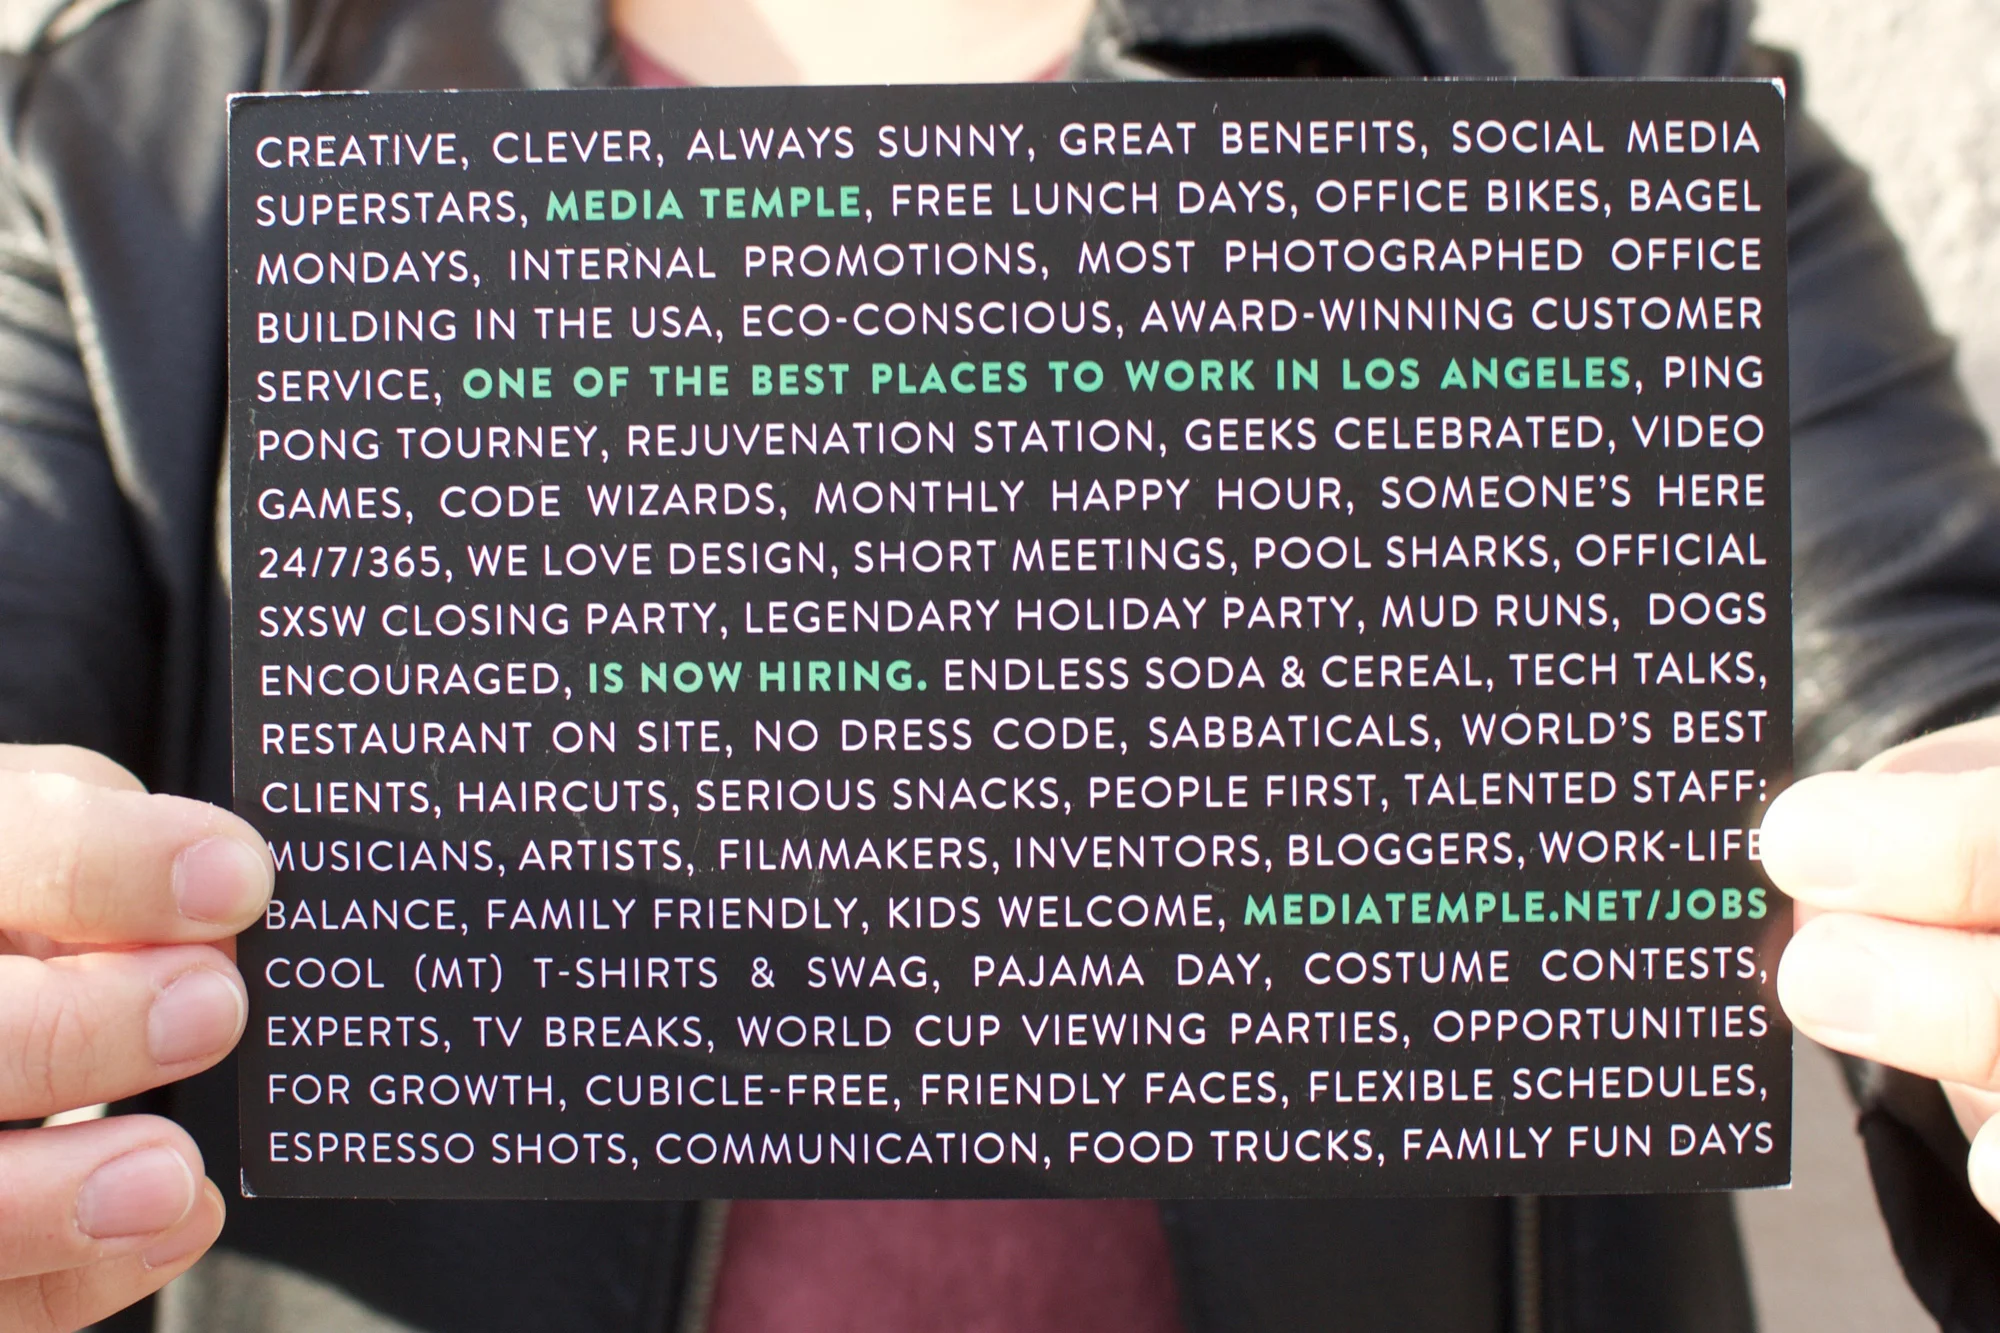 CREATIVE, CLEVER, ALWAYS SUNNY, GREAT BENEFITS, SOCIAL MEDIA
SUPERSTARS, MEDIA TEMPLE, FREE LUNCH DAYS, OFFICE BIKES, BAGEL
MONDAYS, INTERNAL PROMOTIONS, MOST PHOTOGRAPHED OFFICE
BUILDING IN THE USA, ECO-CONSCIOUS, AWARD-WINNING CUSTOMER
SERVICE, ONE OF THE BEST PLACES TO WORK IN LOS ANGELES, PING
PONG TOURNEY, REJUVENATION STATION, GEEKS CELEBRATED, VIDEO
GAMES, CODE WIZARDS, MONTHLY HAPPY HOUR, SOMEONE'S HERE
24/7/365, WE LOVE DESIGN, SHORT MEETINGS, POOL SHARKS, OFFICIAL
SXSW CLOSING PARTY, LEGENDARY HOLIDAY PARTY, MUD RUNS, DOGS
ENCOURAGED, IS NOW HIRING. ENDLESS SODA & CEREAL, TECH TALKS,
RESTAURANT ON SITE, NO DRESS CODE, SABBATICALS, WORLD'S BEST
CLIENTS, HAIRCUTS, SERIOUS SNACKS, PEOPLE FIRST, TALENTED STAFF:
MUSICIANS, ARTISTS, FILMMAKERS, INVENTORS, BLOGGERS, WORK-LIFE
BALANCE, FAMILY FRIENDLY, KIDS WELCOME, MEDIATEMPLE.NET/JOBS
COOL (MT) T-SHIRTS & SWAG, PAJAMA DAY, COSTUME CONTESTS,
EXPERTS, TV BREAKS, WORLD CUP VIEWING PARTIES, OPPORTUNITIES
FOR GROWTH, CUBICLE-FREE, FRIENDLY FACES, FLEXIBLE SCHEDULES,
ESPRESSO SHOTS, COMMUNICATION, FOOD TRUCKS, FAMILY FUN DAYS